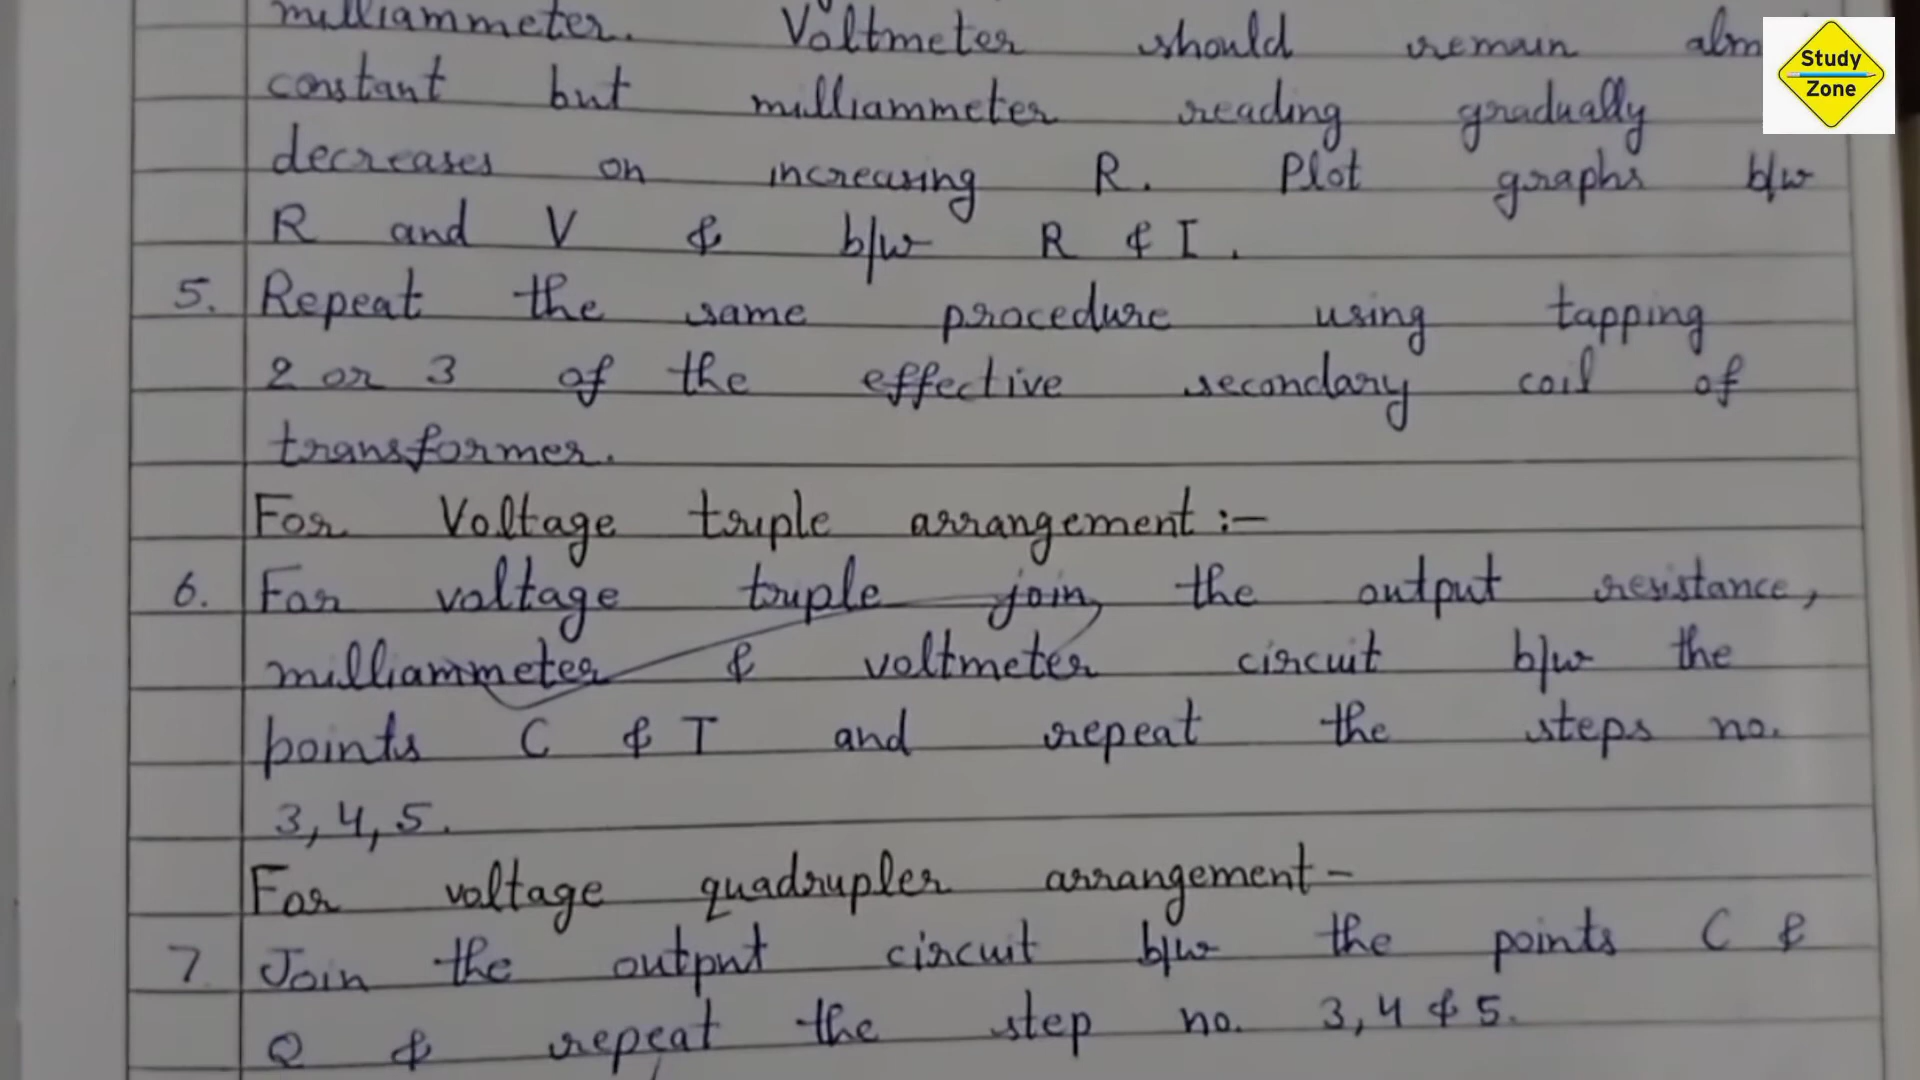 milliammeter. Voltmeter should remain alm
constant but milliammeter reading gradually
decreases on increasing R. Plot graphs b/w
R and V & b/w R & I.
5. Repeat the same procedure using tapping
2 or 3 of the effective secondary coil of
transformer.
For Voltage triple arrangement :-
6. For voltage triple join, the output resistance,
milliammeter & voltmeter circuit b/w the
points C & T and repeat the steps no.
3, 4, 5.
For voltage quadrupler arrangement -
7. Join the output circuit b/w the points C &
Q & repeat the step no. 3, 4 & 5.
Study
Zone